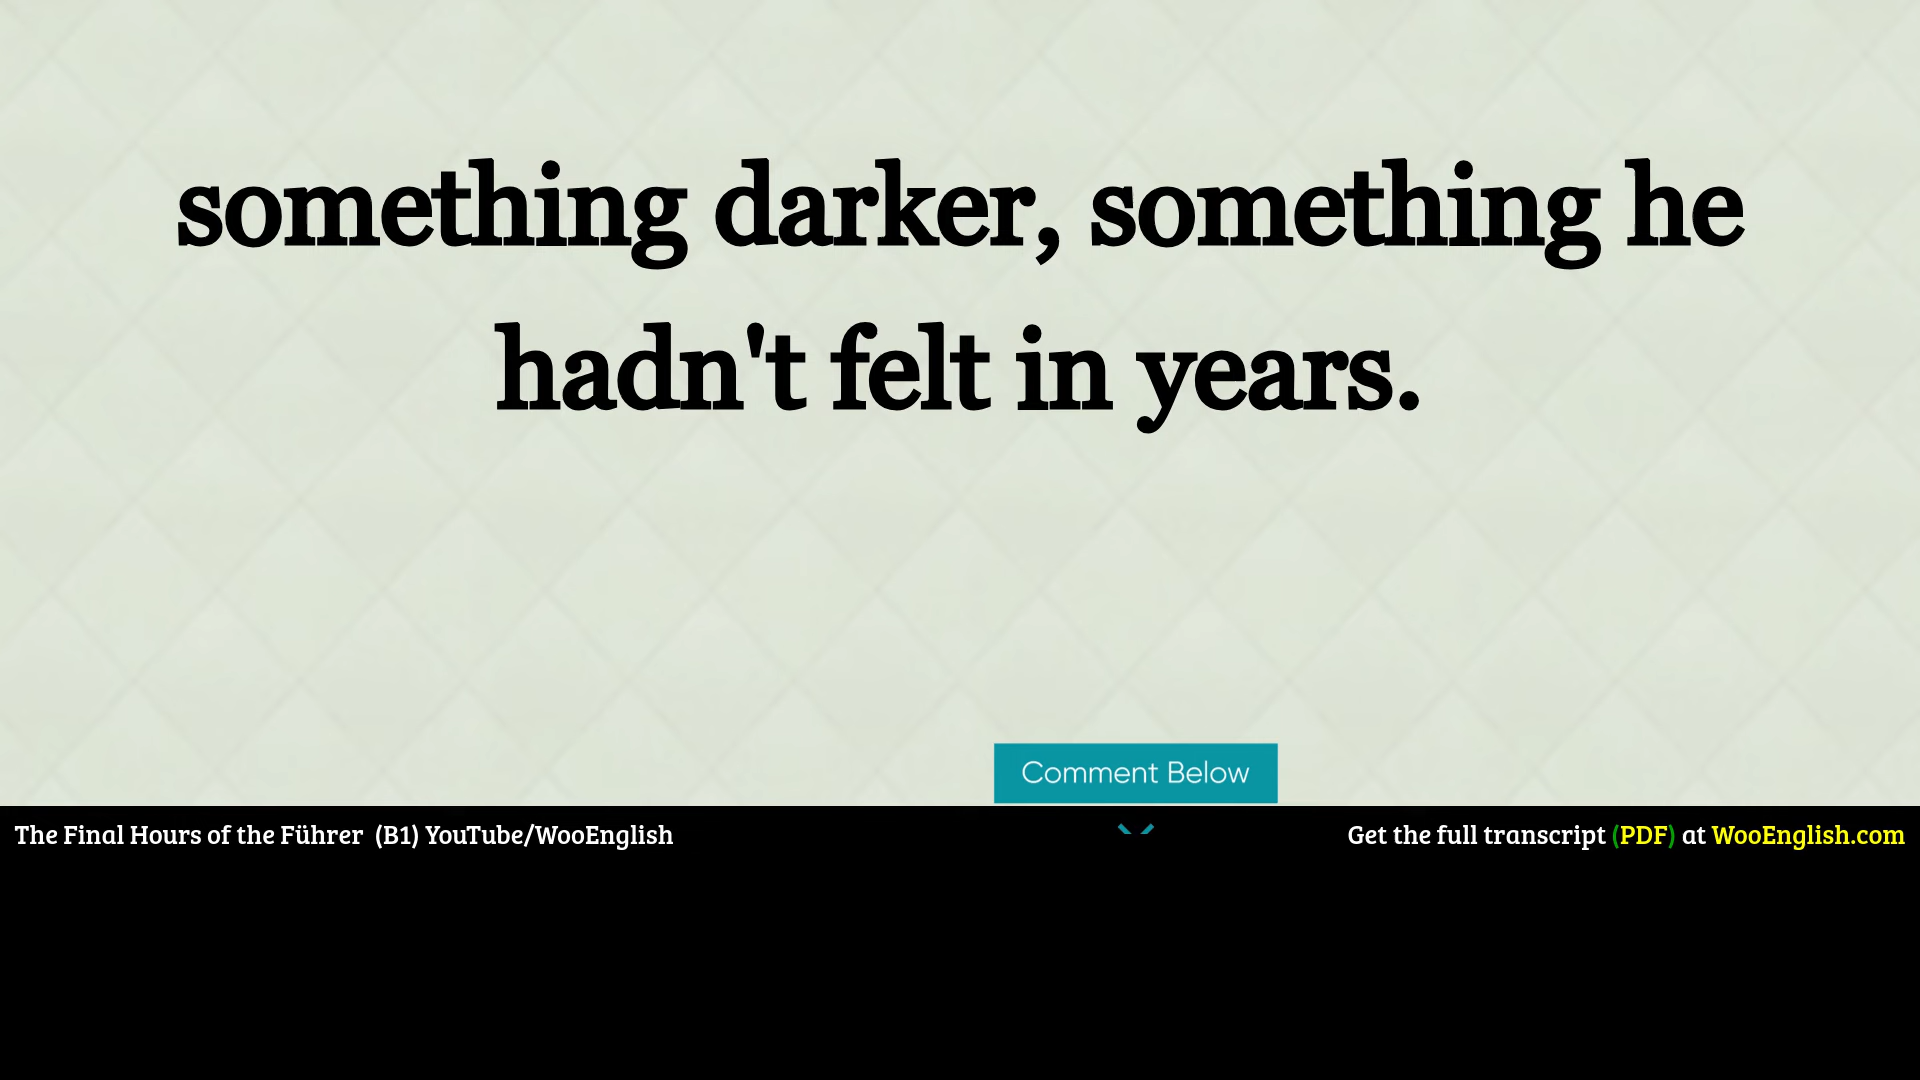 something darker, something he
hadn't felt in years.
Comment Below
The Final Hours of the Führer (B1) YouTube/WooEnglish
Get the full transcript (PDF) at WooEnglish.com